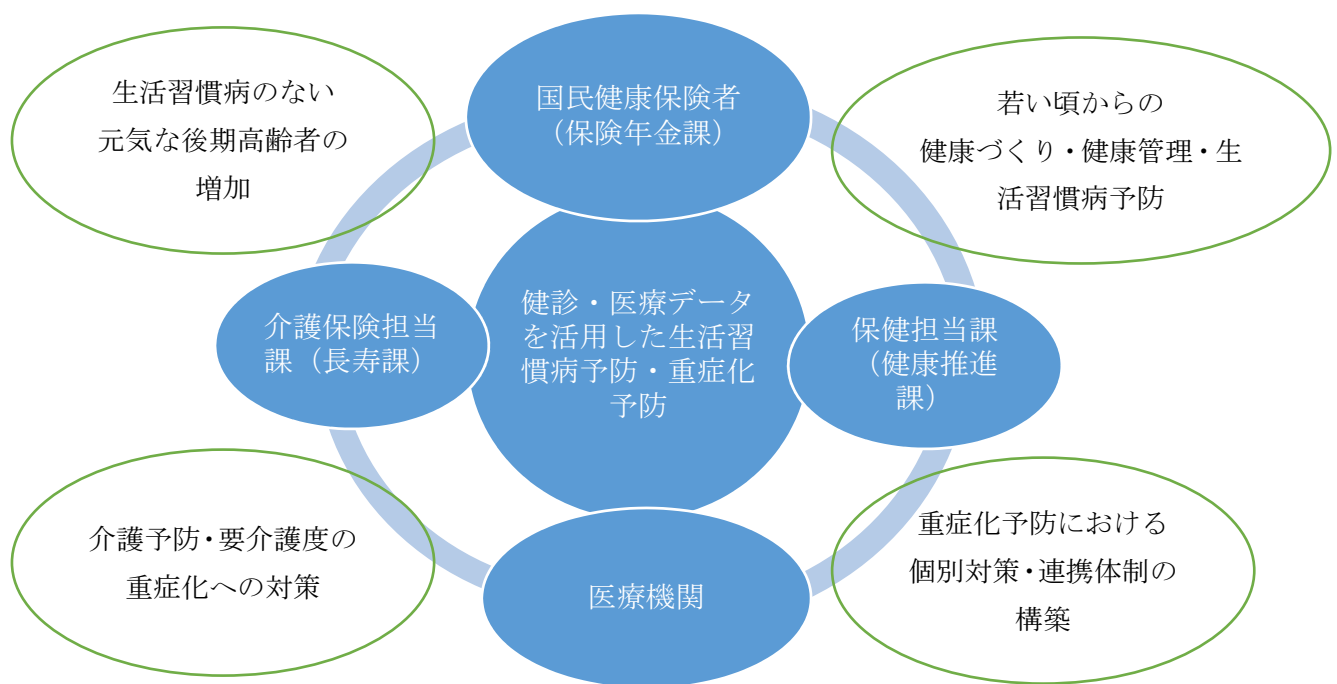 生活習慣病のない
元気な後期高齢者の
増加
国民健康保険者
（保険年金課）
若い頃からの
健康づくり・健康管理・生
活習慣病予防
介護保険担当
課（長寿課）
健診・医療データ
を活用した生活習
慣病予防・重症化
予防
保健担当課
（健康推進
課）
介護予防・要介護度の
重症化への対策
医療機関
重症化予防における
個別対策・連携体制の
構築